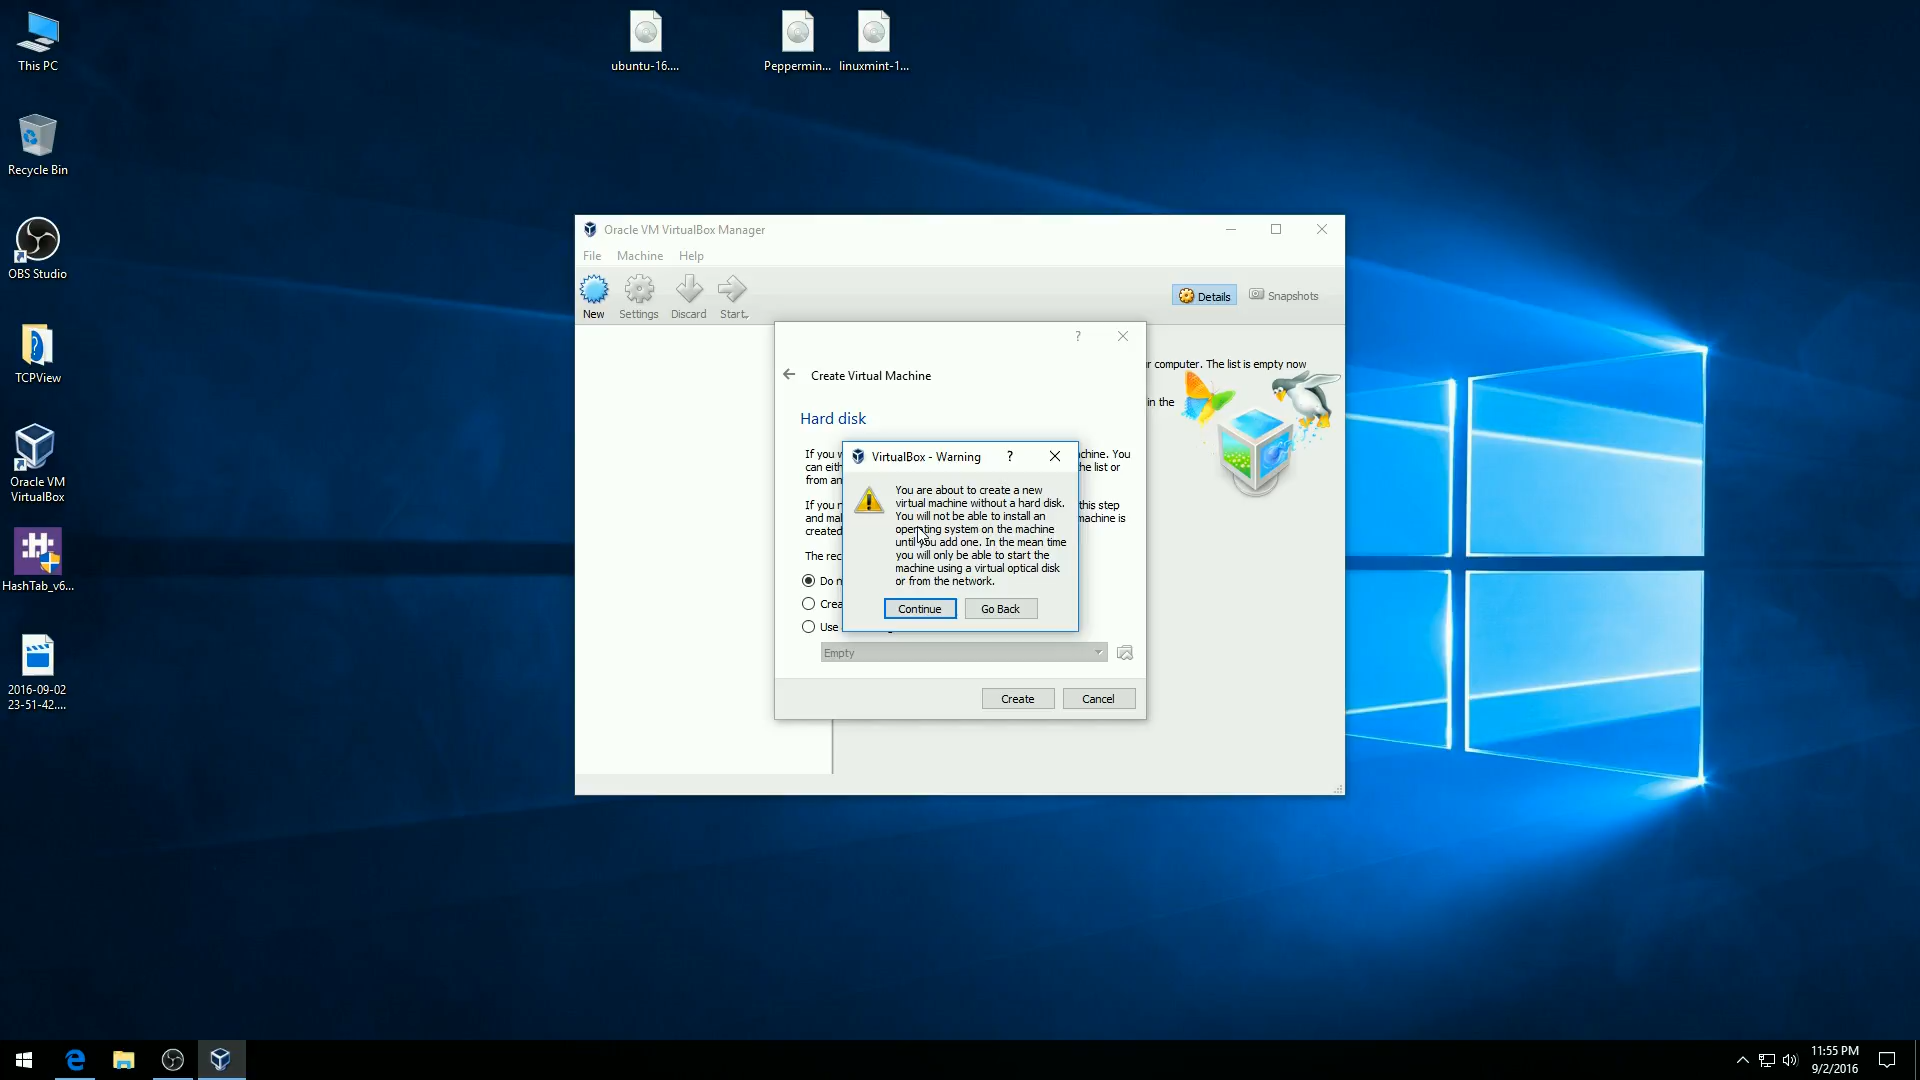 This PC
Recycle Bin
OBS Studio
TCPView
Oracle VM
VirtualBox
HashTab_v6...
2016-09-02
23-51-42....
ubuntu-16....
Peppermin...
linuxmint-1...
Oracle VM VirtualBox Manager
File Machine Help
New Settings Discard Start
Details Snapshots
r computer. The list is empty now
in the
?
Create Virtual Machine
Hard disk
If you w
chine. You
can eith
he list or
from an
If you n
this step
and mal
machine is
created
The rec
Do n
Crea
Use
Empty
Create Cancel
VirtualBox - Warning ?
You are about to create a new
virtual machine without a hard disk.
You will not be able to install an
operating system on the machine
until you add one. In the mean time
you will only be able to start the
machine using a virtual optical disk
or from the network.
Continue Go Back
11:55 PM
9/2/2016